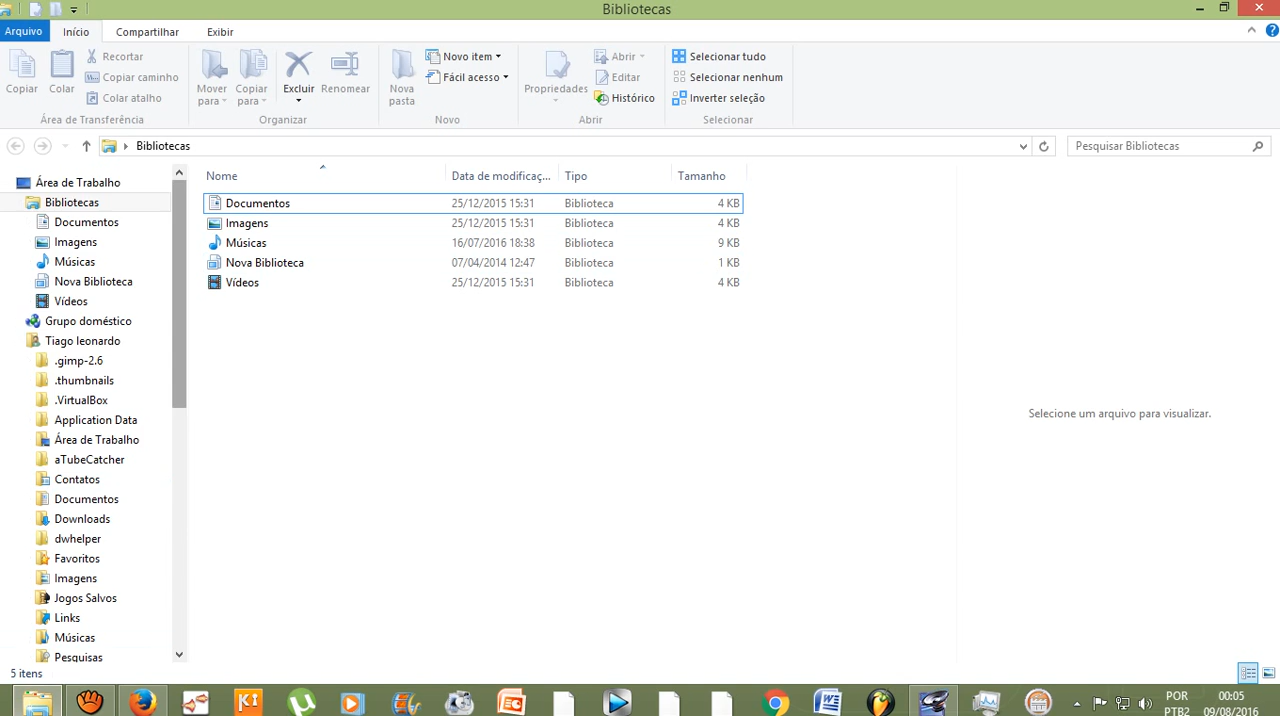 Bibliotecas
Arquivo Início Compartilhar Exibir
Copiar
Colar
Recortar
Copiar caminho
Colar atalho
Área de Transferência
Mover para
Copiar para
Excluir
Renomear
Organizar
Nova pasta
Novo item
Fácil acesso
Novo
Propriedades
Abrir
Editar
Histórico
Abrir
Selecionar tudo
Selecionar nenhum
Inverter seleção
Selecionar
Bibliotecas
Pesquisar Bibliotecas
Área de Trabalho
Bibliotecas
Documentos
Imagens
Músicas
Nova Biblioteca
Vídeos
Grupo doméstico
Tiago leonardo
.gimp-2.6
.thumbnails
.VirtualBox
Application Data
Área de Trabalho
aTubeCatcher
Contatos
Documentos
Downloads
dwhelper
Favoritos
Imagens
Jogos Salvos
Links
Músicas
Pesquisas
Nome Data de modificaç... Tipo Tamanho
Documentos 25/12/2015 15:31 Biblioteca 4 KB
Imagens 25/12/2015 15:31 Biblioteca 4 KB
Músicas 16/07/2016 18:38 Biblioteca 9 KB
Nova Biblioteca 07/04/2014 12:47 Biblioteca 1 KB
Vídeos 25/12/2015 15:31 Biblioteca 4 KB
Selecione um arquivo para visualizar.
5 itens
POR
PTB2
00:05
09/08/2016